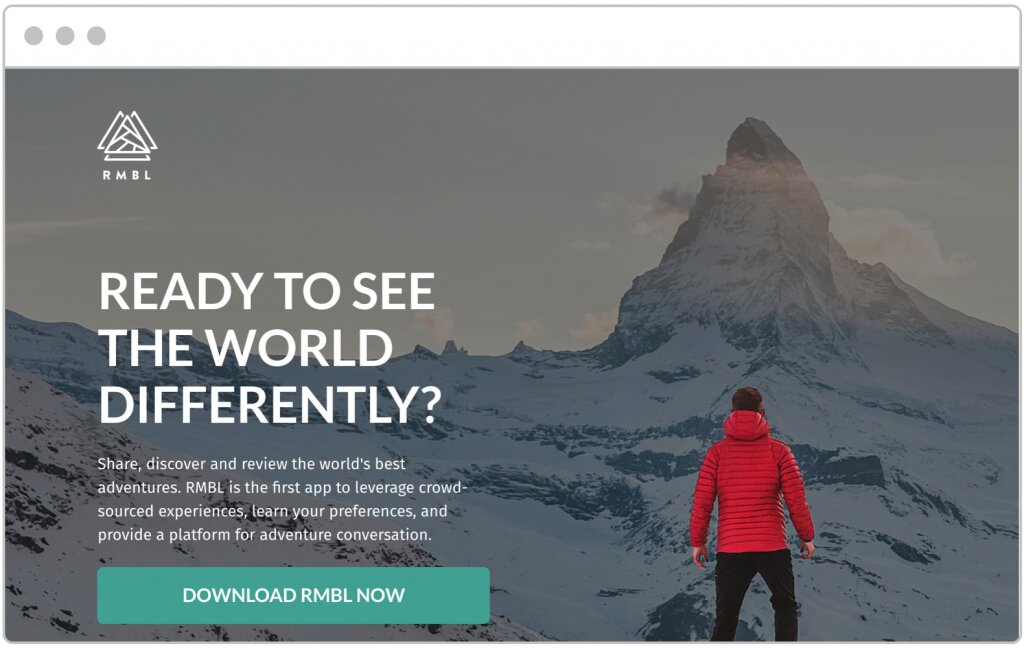 RMBL
READY TO SEE
THE WORLD
DIFFERENTLY?
Share, discover and review the world's best
adventures. RMBL is the first app to leverage crowd-
sourced experiences, learn your preferences, and
provide a platform for adventure conversation.
DOWNLOAD RMBL NOW